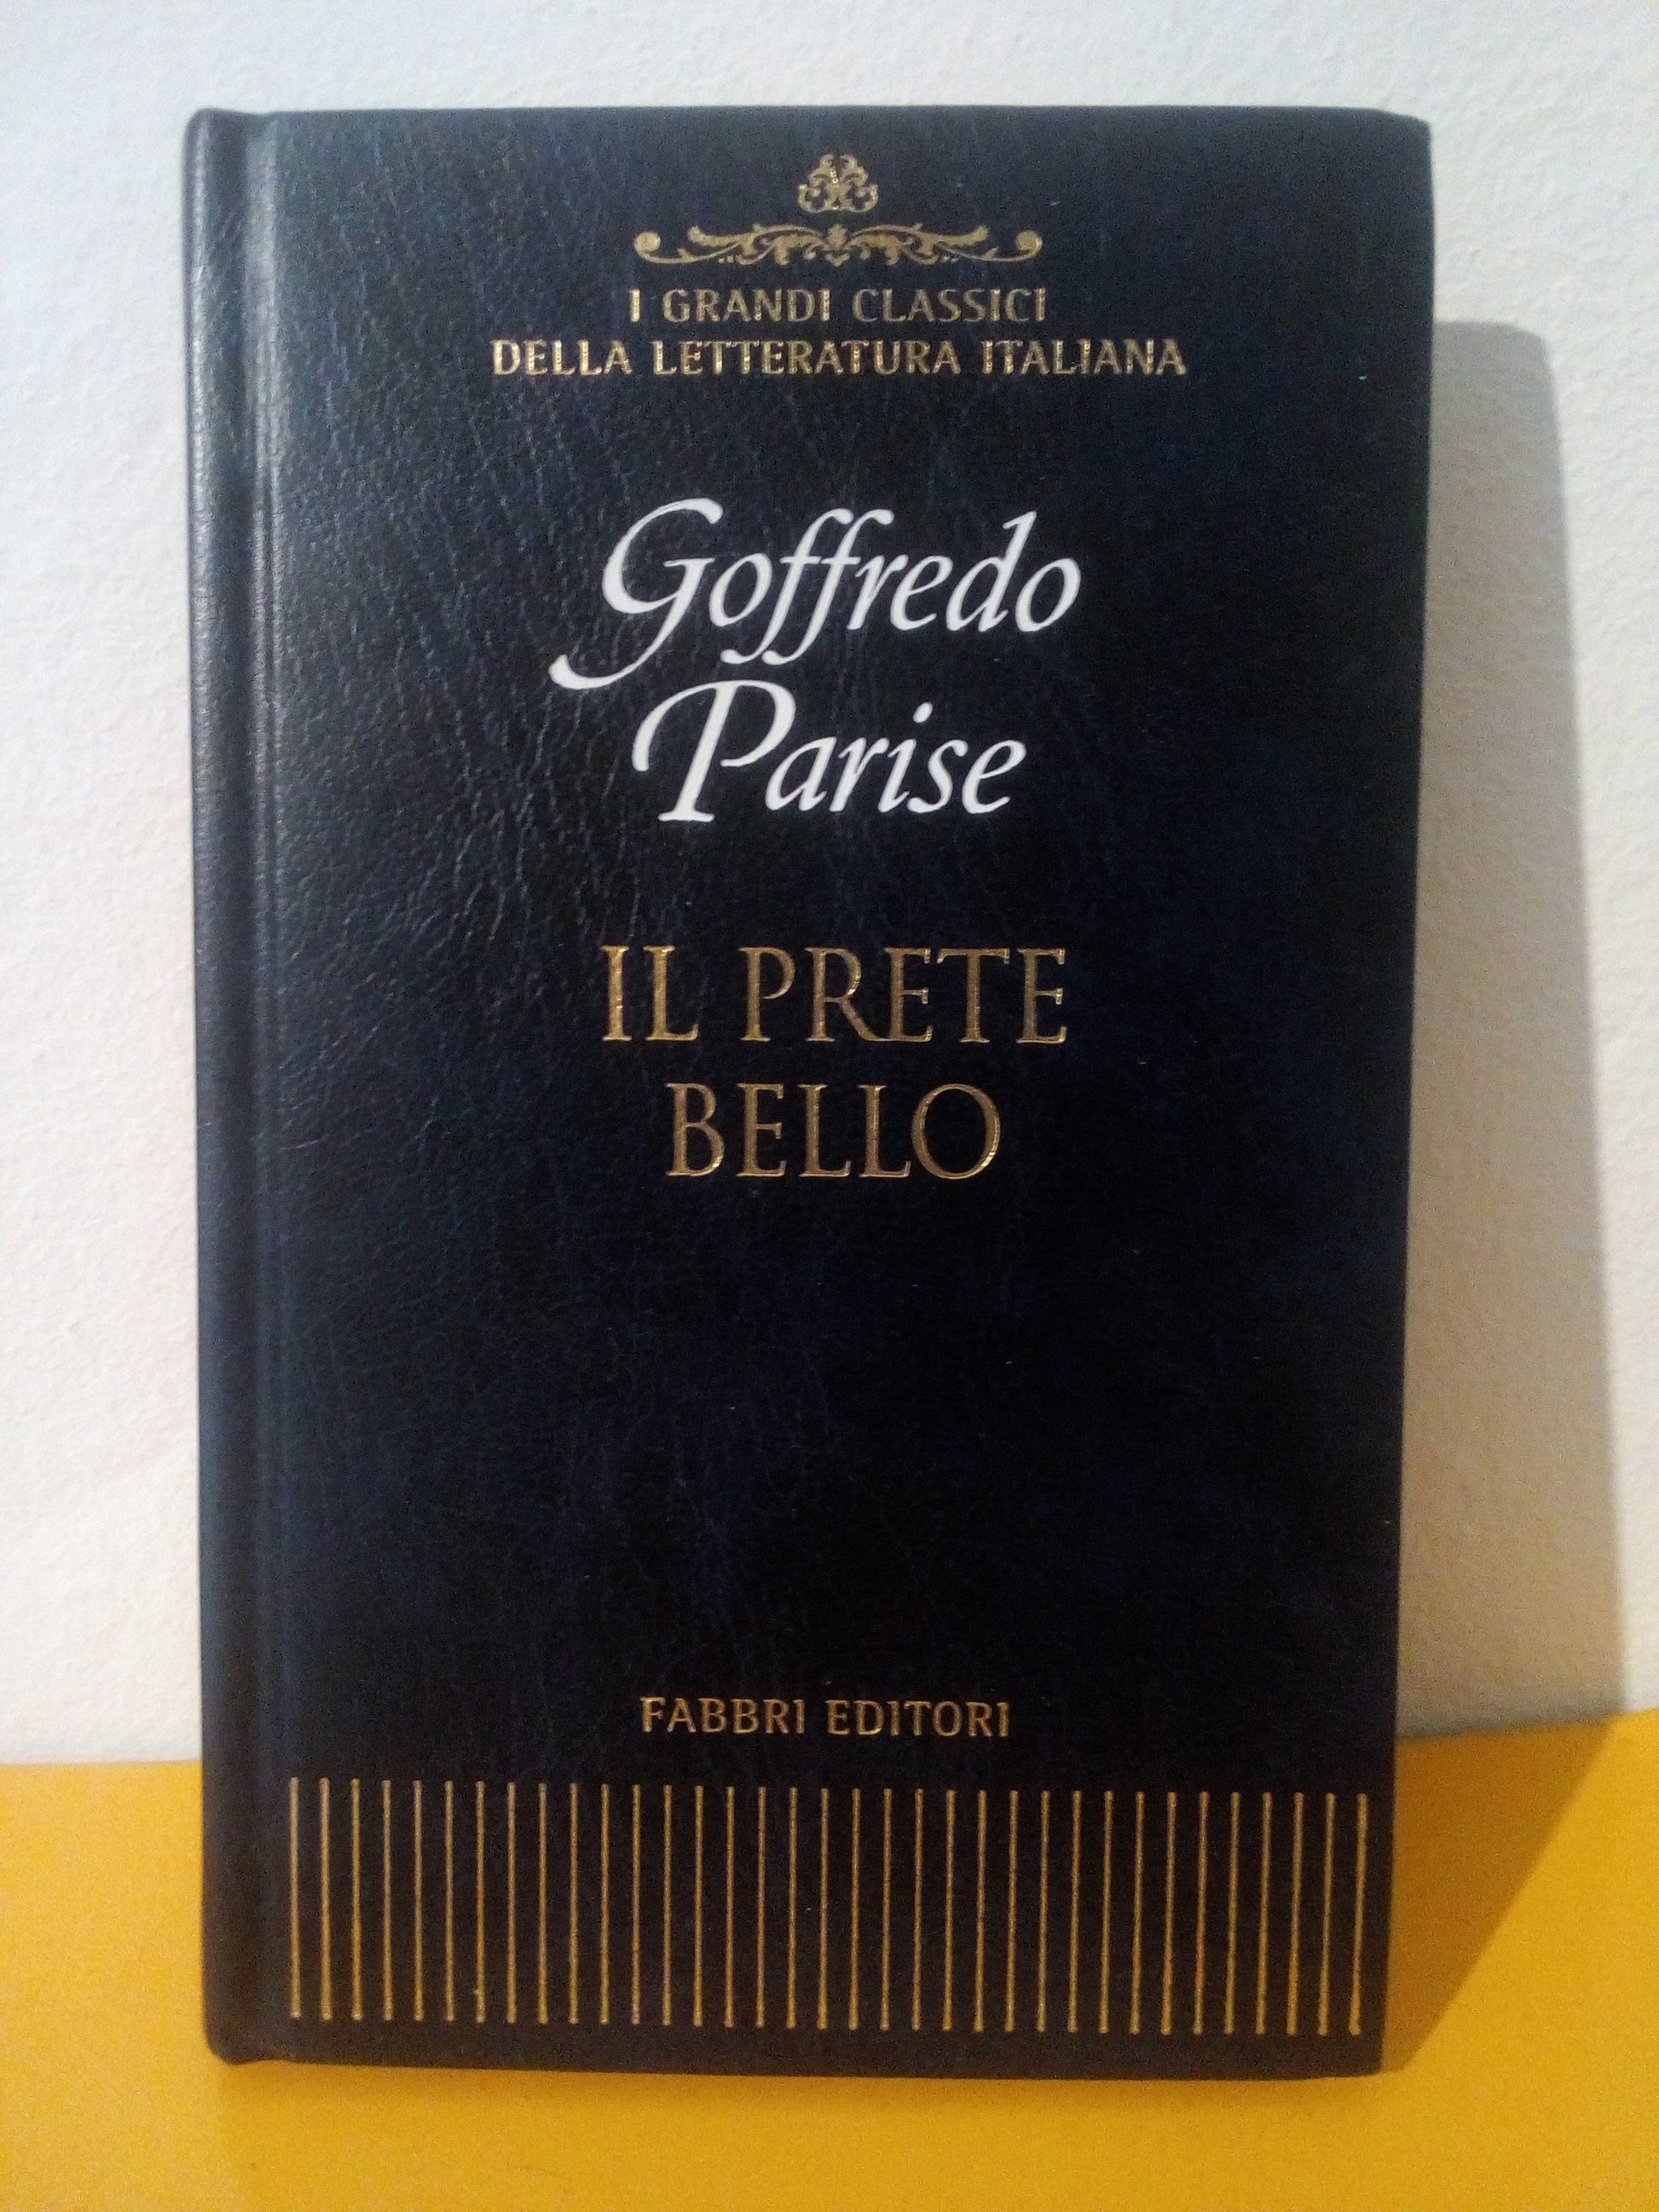 I GRANDI CLASSICI
DELLA LETTERATURA ITALIANA
Goffredo
Parise
IL PRETE
BELLO
FABBRI EDITORI